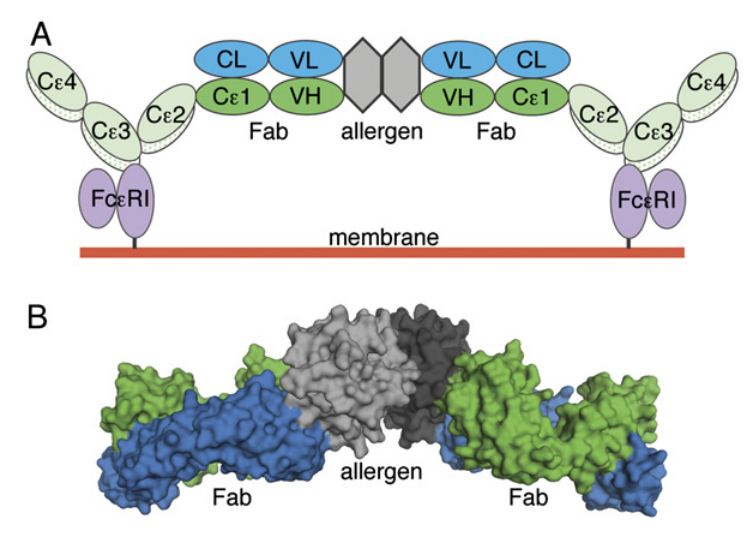 A
CL VL VL CL
Cε4 Cε3 Cε2 Cε1 VH VH Cε1 Cε2 Cε3 Cε4
Fab allergen Fab
FcεRI FcεRI
membrane
B
allergen
Fab Fab